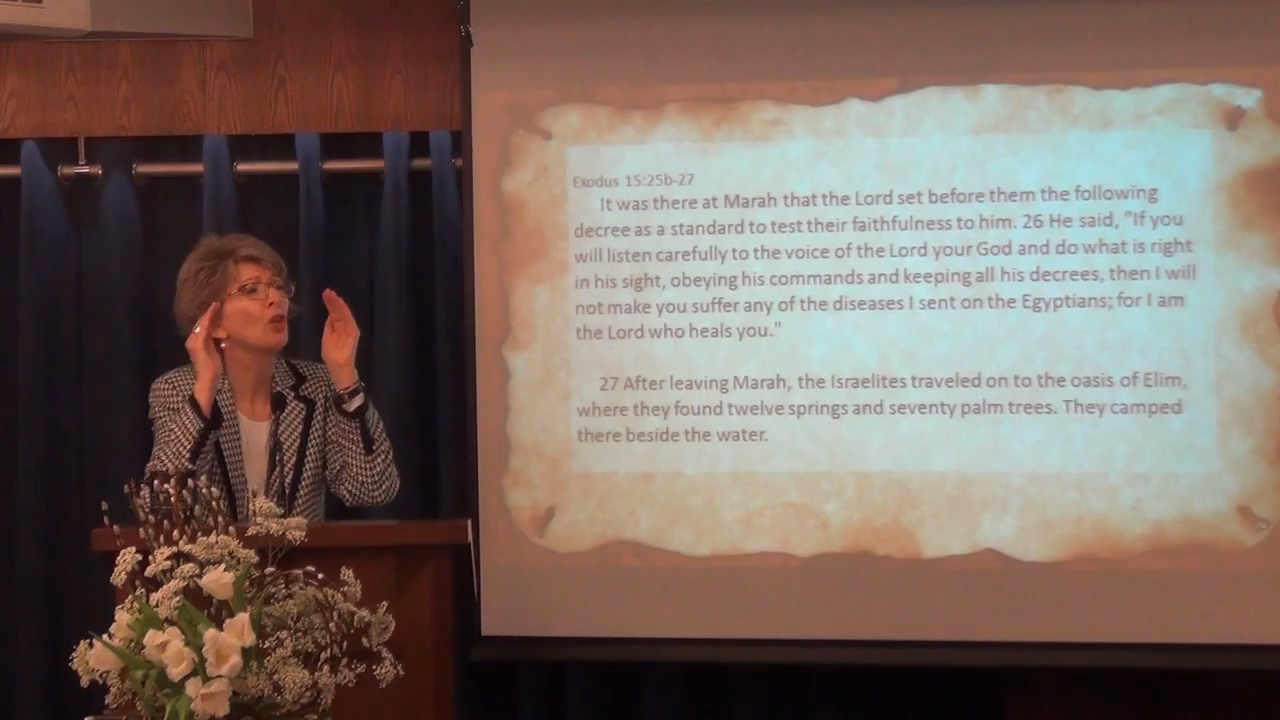 Exodus 15:25b-27
It was there at Marah that the Lord set before them the following
decree as a standard to test their faithfulness to him. 26 He said, "If you
will listen carefully to the voice of the Lord your God and do what is right
in his sight, obeying his commands and keeping all his decrees, then I will
not make you suffer any of the diseases I sent on the Egyptians; for I am
the Lord who heals you."
27 After leaving Marah, the Israelites traveled on to the oasis of Elim,
where they found twelve springs and seventy palm trees. They camped
there beside the water.